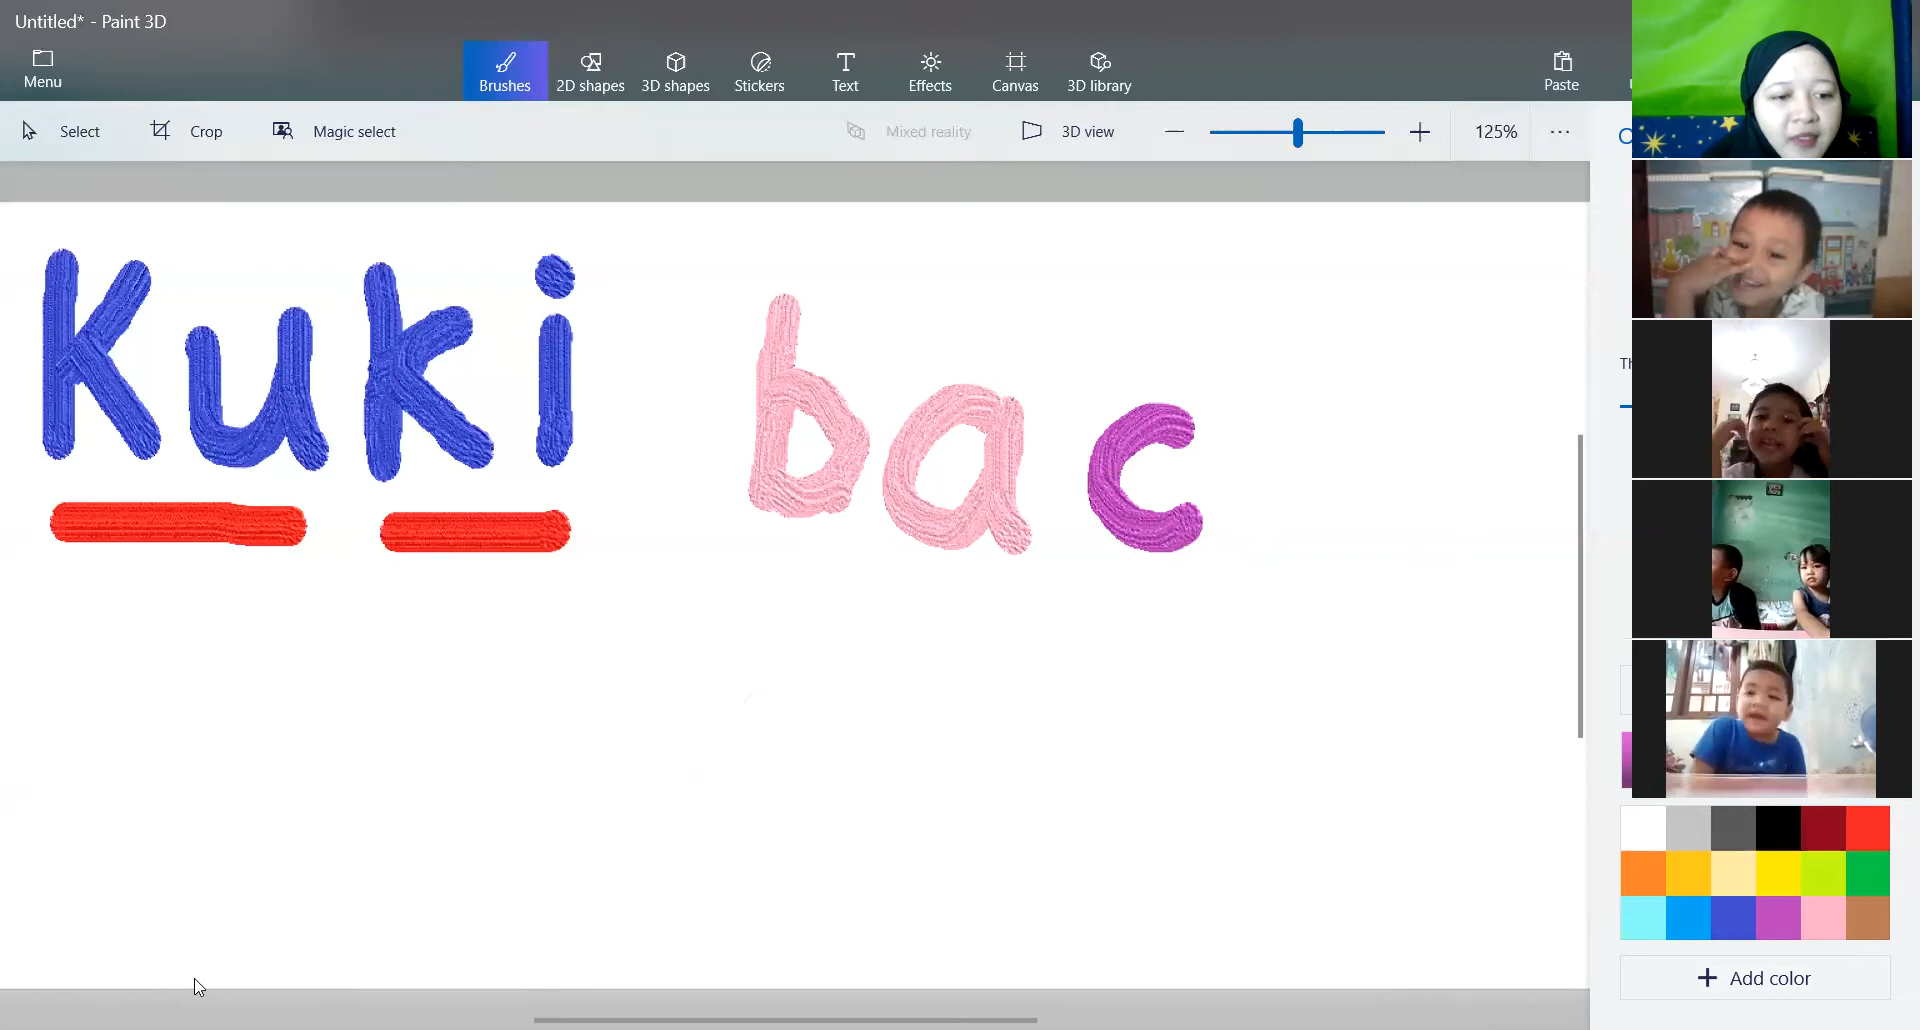 Untitled* - Paint 3D
Menu
Brushes
2D shapes
3D shapes
Stickers
Text
Effects
Canvas
3D library
Paste
Select
Crop
Magic select
Mixed reality
3D view
125%
Kuki bac
Add color